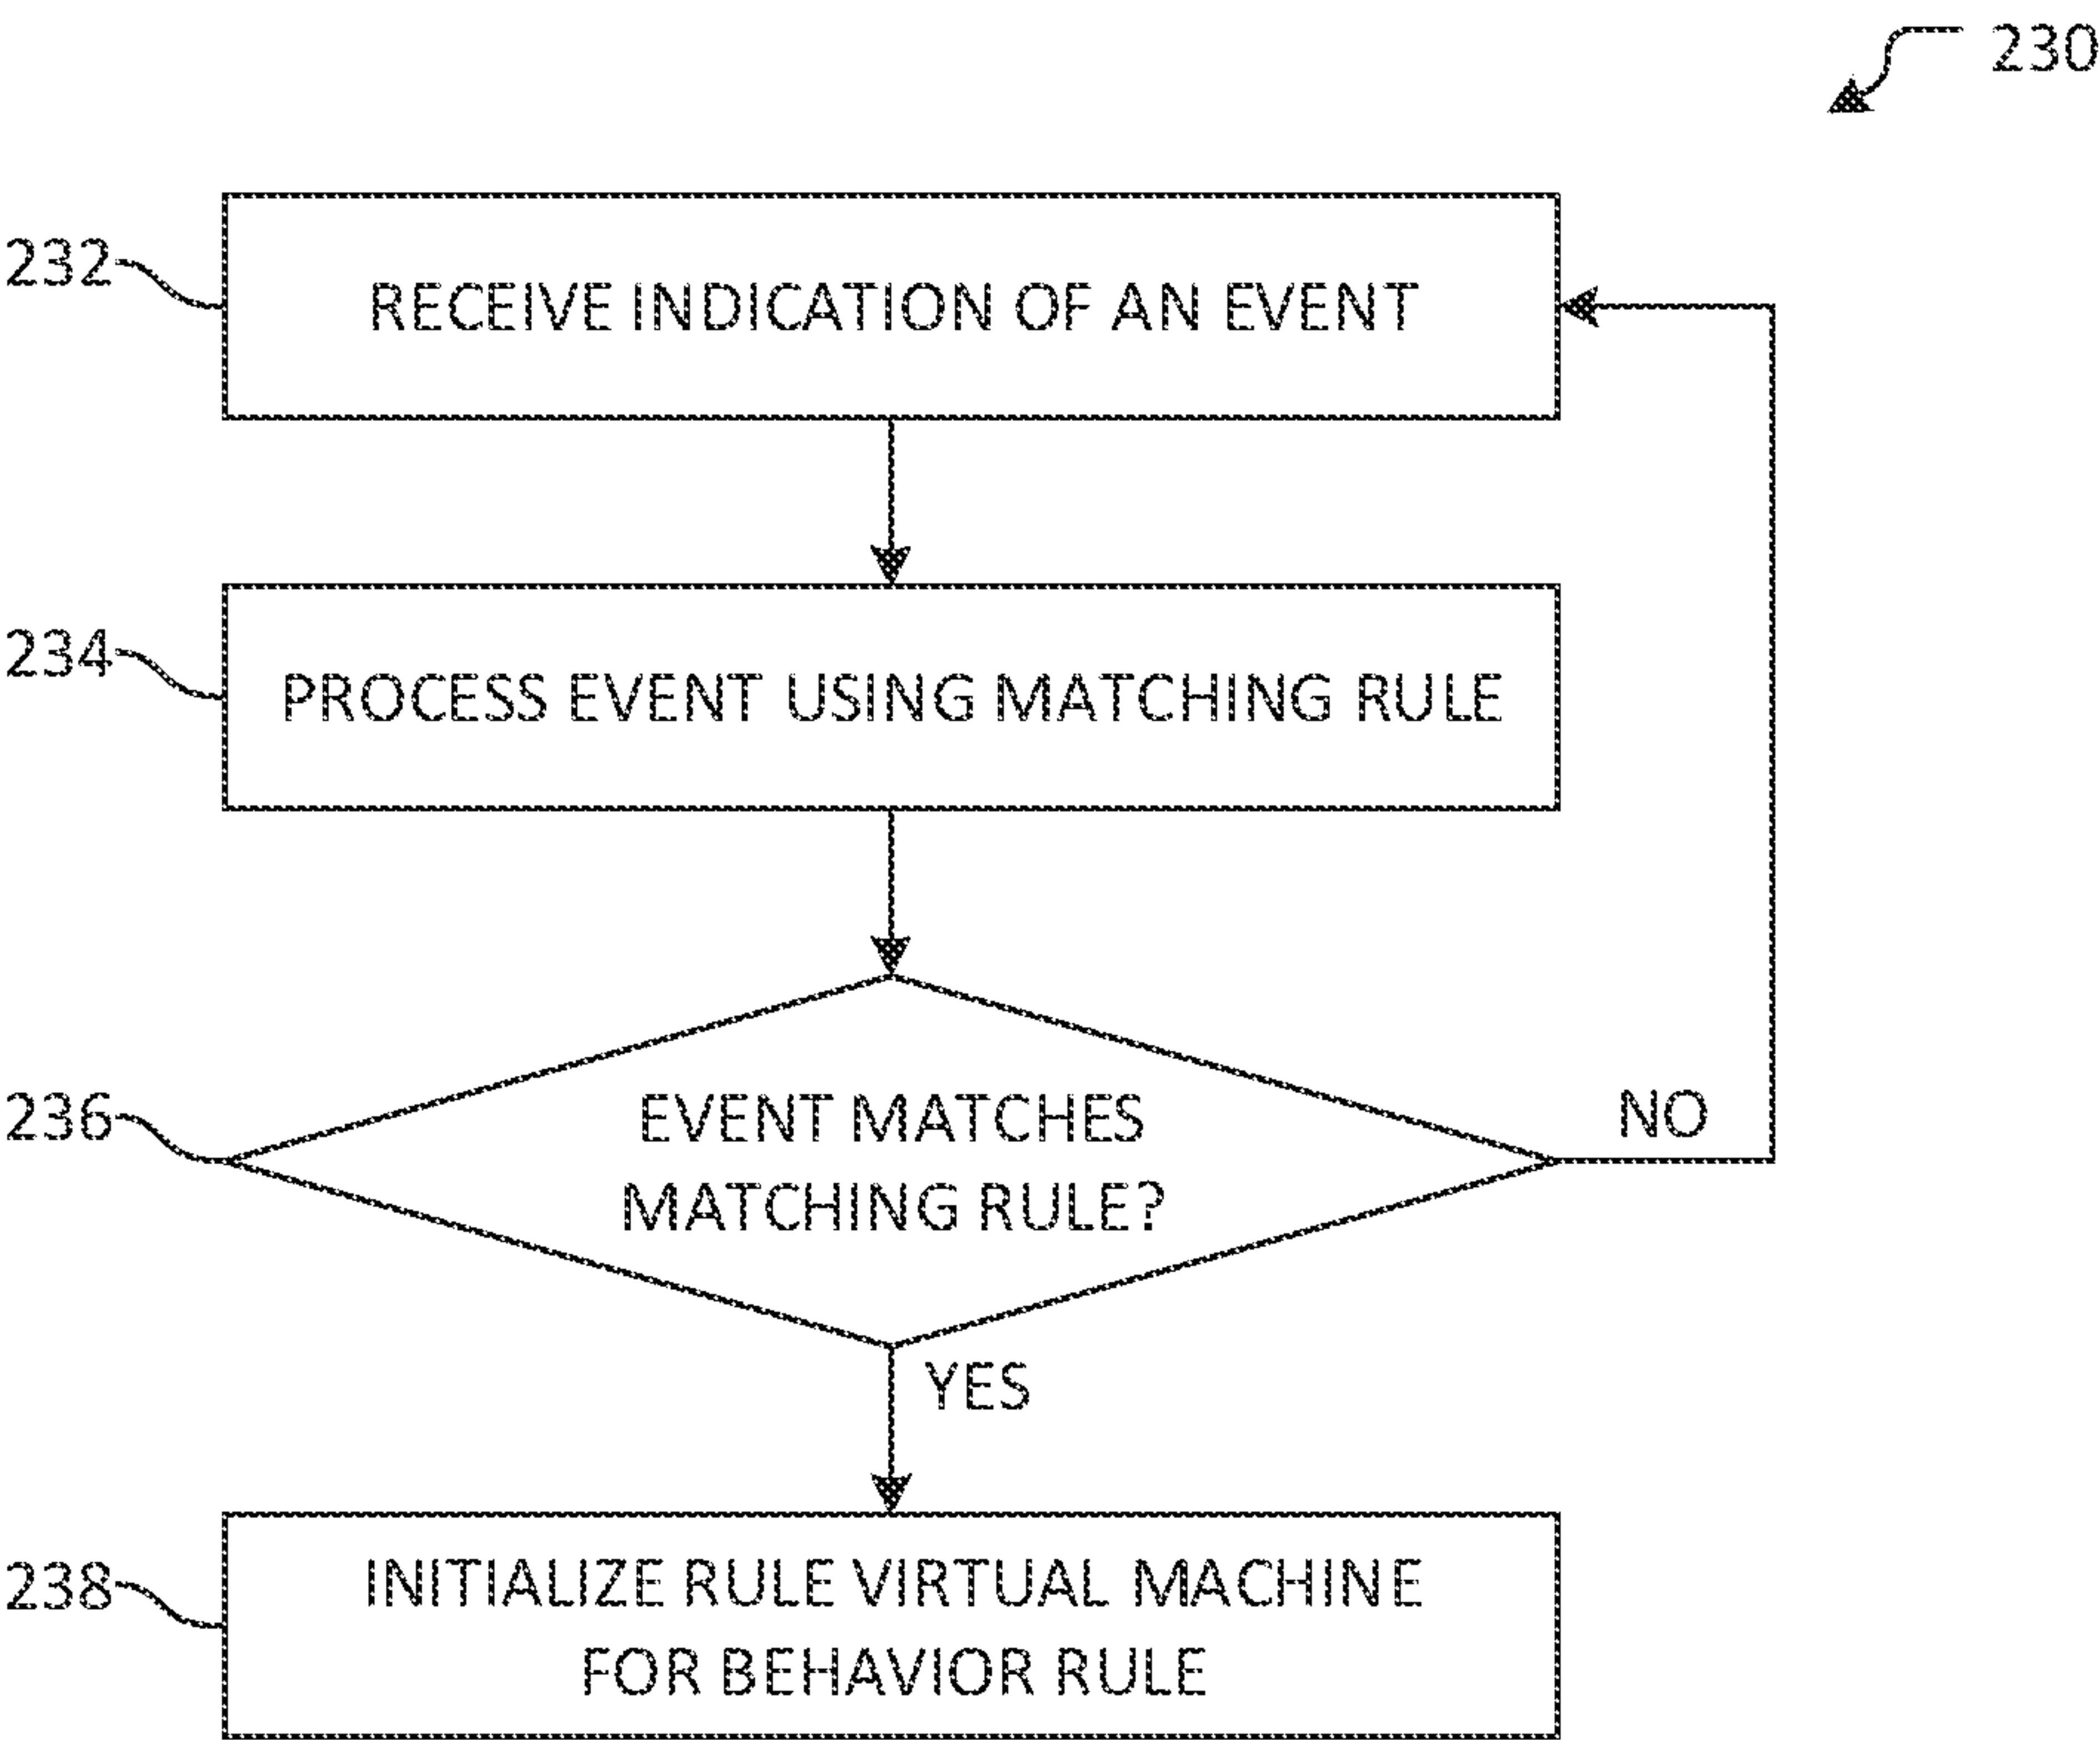 230
232
RECEIVE INDICATION OF AN EVENT
234
PROCESS EVENT USING MATCHING RULE
236
EVENT MATCHES
MATCHING RULE?
NO
YES
238
INITIALIZE RULE VIRTUAL MACHINE
FOR BEHAVIOR RULE